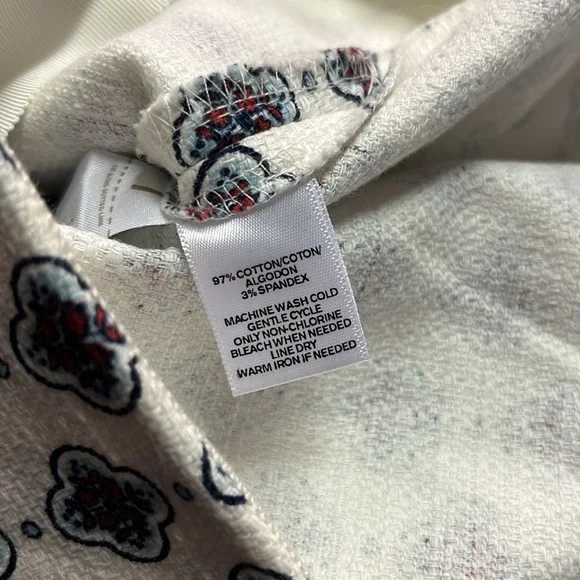 97% COTTON/COTON/
ALGODON
3% SPANDEX
MACHINE WASH COLD
GENTLE CYCLE
ONLY NON-CHLORINE
BLEACH WHEN NEEDED
LINE DRY
WARM IRON IF NEEDED